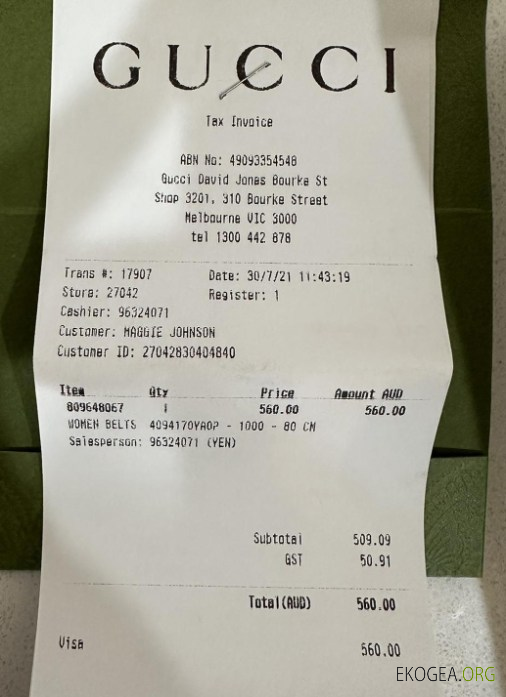 GUCCI
Tax Invoice
ABN No: 49093354548
Gucci David Jones Bourke St
Shop 3201, 310 Bourke Street
Melbourne VIC 3000
tel 1300 442 878
Trans #: 17907 Date: 30/7/21 11:43:19
Store: 27042 Register: 1
Cashier: 96324071
Customer: MAGGIE JOHNSON
Customer ID: 27042830404840
Item Qty Price Amount AUD
809648067 1 560.00 560.00
WOMEN BELTS 4094170YA0P - 1000 - 80 CM
Salesperson: 96324071 (YEN)
Subtotal 509.09
GST 50.91
Total(AUD) 560.00
Visa 560.00
EKOGEA.ORG